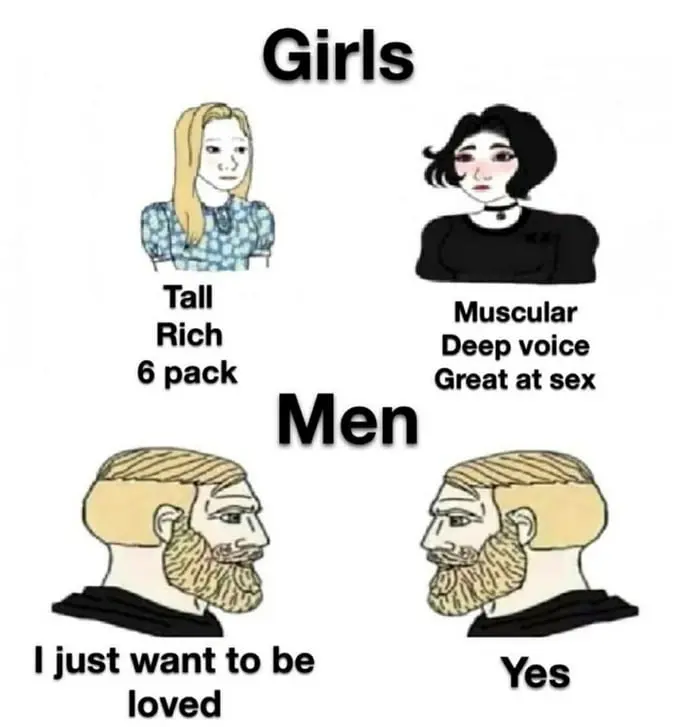 Girls
Tall
Rich
6 pack
Muscular
Deep voice
Great at sex
Men
I just want to be
loved
Yes